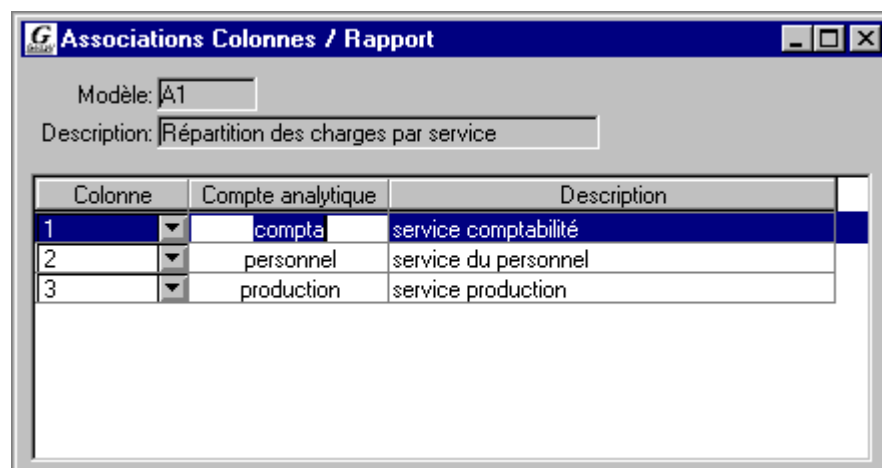 G Associations Colonnes / Rapport
Modèle: A1
Description: Répartition des charges par service
Colonne Compte analytique Description
1 compta service comptabilité
2 personnel service du personnel
3 production service production